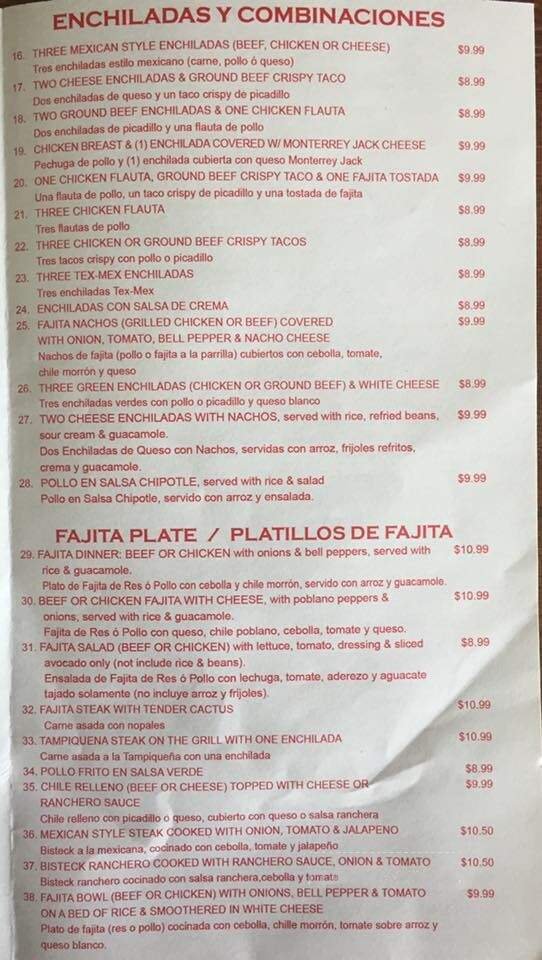 ENCHILADAS Y COMBINACIONES
16. THREE MEXICAN STYLE ENCHILADAS (BEEF, CHICKEN OR CHEESE) $9.99
Tres enchiladas estilo mexicano (carne, pollo ó queso)
17. TWO CHEESE ENCHILADAS & GROUND BEEF CRISPY TACO $8.99
Dos enchiladas de queso y un taco crispy de picadillo
18. TWO GROUND BEEF ENCHILADAS & ONE CHICKEN FLAUTA $8.99
Dos enchiladas de picadillo y una flauta de pollo
19. CHICKEN BREAST & (1) ENCHILADA COVERED W/ MONTERREY JACK CHEESE $9.99
Pechuga de pollo y (1) enchilada cubierta con queso Monterrey Jack
20. ONE CHICKEN FLAUTA, GROUND BEEF CRISPY TACO & ONE FAJITA TOSTADA $9.99
Una flauta de pollo, un taco crispy de picadillo y una tostada de fajita
21. THREE CHICKEN FLAUTA $8.99
Tres flautas de pollo
22. THREE CHICKEN OR GROUND BEEF CRISPY TACOS $8.99
Tres tacos crispy con pollo o picadillo
23. THREE TEX-MEX ENCHILADAS $8.99
Tres enchiladas Tex-Mex
24. ENCHILADAS CON SALSA DE CREMA $8.99
25. FAJITA NACHOS (GRILLED CHICKEN OR BEEF) COVERED $9.99
WITH ONION, TOMATO, BELL PEPPER & NACHO CHEESE
Nachos de fajita (pollo o fajita a la parrilla) cubiertos con cebolla, tomate,
chile morrón y queso
26. THREE GREEN ENCHILADAS (CHICKEN OR GROUND BEEF) & WHITE CHEESE $8.99
Tres enchiladas verdes con pollo o picadillo y queso blanco
27. TWO CHEESE ENCHILADAS WITH NACHOS, served with rice, refried beans, $9.99
sour cream & guacamole.
Dos Enchiladas de Queso con Nachos, servidas con arroz, frijoles refritos,
crema y guacamole.
28. POLLO EN SALSA CHIPOTLE, served with rice & salad $9.99
Pollo en Salsa Chipotle, servido con arroz y ensalada.
FAJITA PLATE / PLATILLOS DE FAJITA
29. FAJITA DINNER: BEEF OR CHICKEN with onions & bell peppers, served with $10.99
rice & guacamole.
Plato de Fajita de Res ó Pollo con cebolla y chile morrón, servido con arroz y guacamole.
30. BEEF OR CHICKEN FAJITA WITH CHEESE, with poblano peppers & $10.99
onions, served with rice & guacamole.
Fajita de Res ó Pollo con queso, chile poblano, cebolla, tomate y queso.
31. FAJITA SALAD (BEEF OR CHICKEN) with lettuce, tomato, dressing & sliced $8.99
avocado only (not include rice & beans).
Ensalada de Fajita de Res ó Pollo con lechuga, tomate, aderezo y aguacate
tajado solamente (no incluye arroz y frijoles).
32. FAJITA STEAK WITH TENDER CACTUS $10.99
Carne asada con nopales
33. TAMPIQUENA STEAK ON THE GRILL WITH ONE ENCHILADA $10.99
Carne asada a la Tampiqueña con una enchilada
34. POLLO FRITO EN SALSA VERDE $8.99
35. CHILE RELLENO (BEEF OR CHEESE) TOPPED WITH CHEESE OR $9.99
RANCHERO SAUCE
Chile relleno con picadillo o queso, cubierto con queso o salsa ranchera
36. MEXICAN STYLE STEAK COOKED WITH ONION, TOMATO & JALAPENO $10.50
Bisteck a la mexicana, cocinado con cebolla, tomate y jalapeño
37. BISTECK RANCHERO COOKED WITH RANCHERO SAUCE, ONION & TOMATO $10.50
Bisteck ranchero cocinado con salsa ranchera,cebolla y tomate
38. FAJITA BOWL (BEEF OR CHICKEN) WITH ONIONS, BELL PEPPER & TOMATO $9.99
ON A BED OF RICE & SMOOTHERED IN WHITE CHEESE
Plato de fajita (res o pollo) cocinada con cebolla, chille morrón, tomate sobre arroz y
queso blanco.